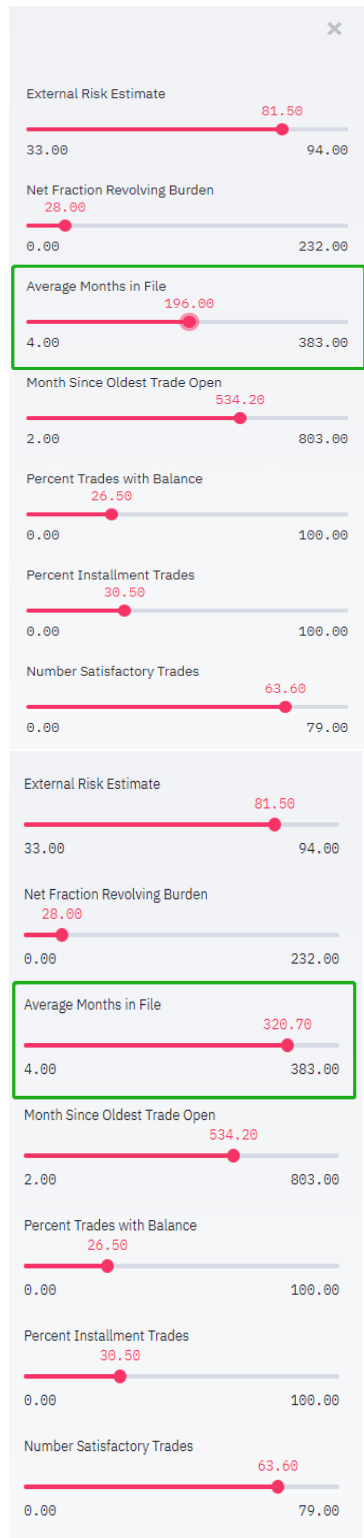 ×
External Risk Estimate
81.50
33.00 94.00
Net Fraction Revolving Burden
28.00
0.00 232.00
Average Months in File
196.00
4.00 383.00
Month Since Oldest Trade Open
534.20
2.00 803.00
Percent Trades with Balance
26.50
0.00 100.00
Percent Installment Trades
30.50
0.00 100.00
Number Satisfactory Trades
63.60
0.00 79.00
External Risk Estimate
81.50
33.00 94.00
Net Fraction Revolving Burden
28.00
0.00 232.00
Average Months in File
320.70
4.00 383.00
Month Since Oldest Trade Open
534.20
2.00 803.00
Percent Trades with Balance
26.50
0.00 100.00
Percent Installment Trades
30.50
0.00 100.00
Number Satisfactory Trades
63.60
0.00 79.00